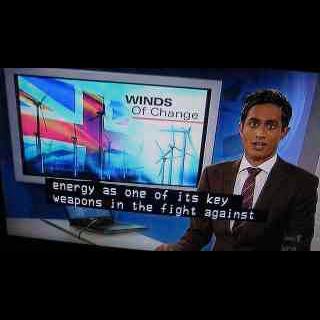 WINDS
Of Change
energy as one of its key
weapons in the fight against